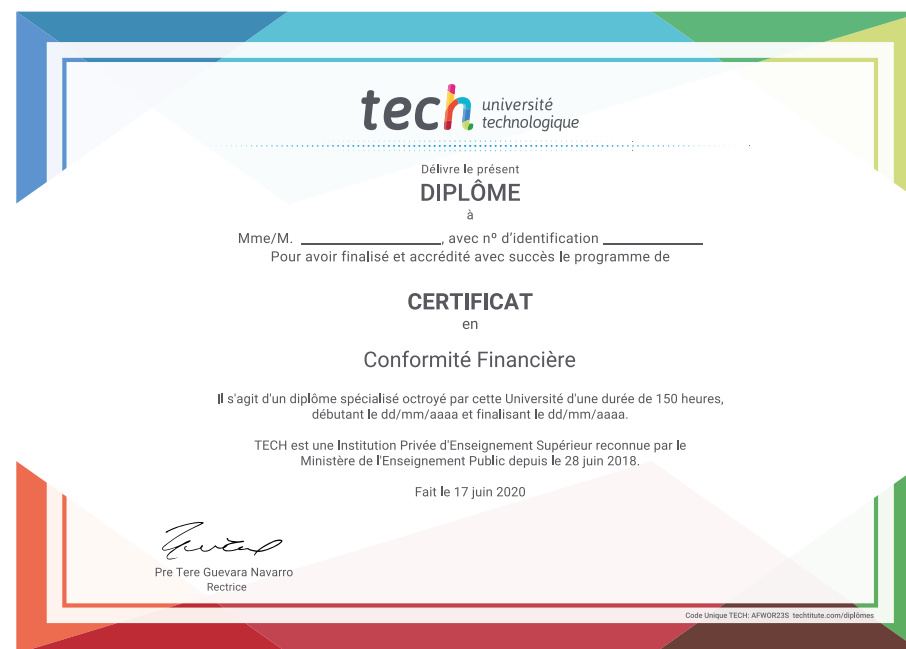 tech université
technologique
Délivre le présent
DIPLÔME
à
Mme/M. ____________________, avec nº d'identification ______________
Pour avoir finalisé et accrédité avec succès le programme de
CERTIFICAT
en
Conformité Financière
Il s'agit d'un diplôme spécialisé octroyé par cette Université d'une durée de 150 heures,
débutant le dd/mm/aaaa et finalisant le dd/mm/aaaa.
TECH est une Institution Privée d'Enseignement Supérieur reconnue par le
Ministère de l'Enseignement Public depuis le 28 juin 2018.
Fait le 17 juin 2020
Pre Tere Guevara Navarro
Rectrice
Code Unique TECH: AFWOR23S techtitute.com/diplômes